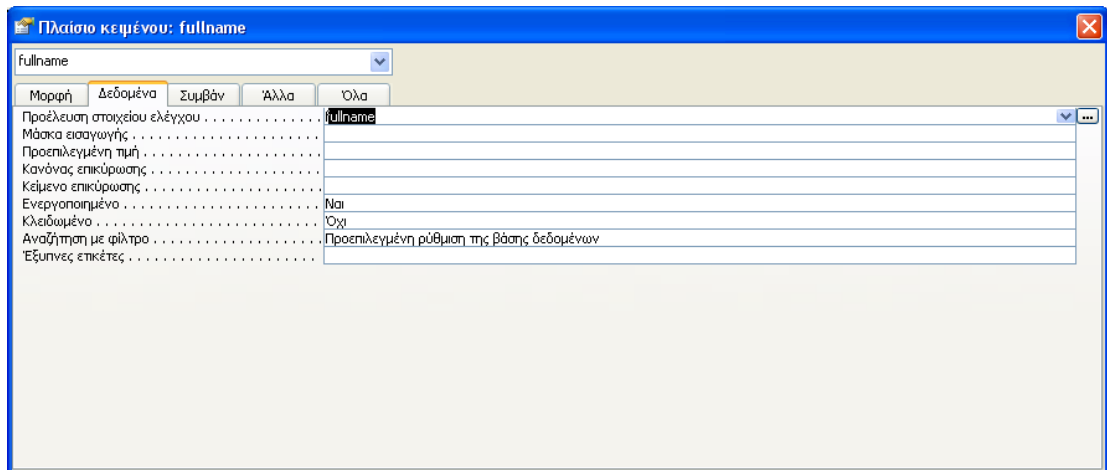 Πλαίσιο κειμένου: fullname
fullname
Μορφή Δεδομένα Συμβάν Άλλα Όλα
Προέλευση στοιχείου ελέγχου . . . . . . . . . . . . . . fullname ...
Μάσκα εισαγωγής . . . . . . . . . . . . . . . . . . . . . .
Προεπιλεγμένη τιμή . . . . . . . . . . . . . . . . . . . . .
Κανόνας επικύρωσης . . . . . . . . . . . . . . . . . . . .
Κείμενο επικύρωσης . . . . . . . . . . . . . . . . . . . . .
Ενεργοποιημένο . . . . . . . . . . . . . . . . . . . . . . . Ναι
Κλειδωμένο . . . . . . . . . . . . . . . . . . . . . . . . . . Όχι
Αναζήτηση με φίλτρο . . . . . . . . . . . . . . . . . . . Προεπιλεγμένη ρύθμιση της βάσης δεδομένων
Έξυπνες ετικέτες . . . . . . . . . . . . . . . . . . . . . .